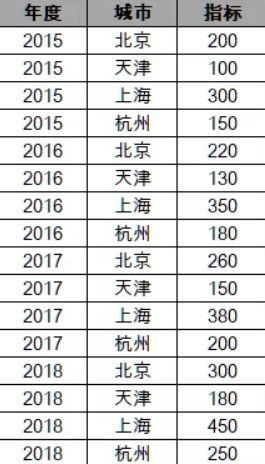 年度 城市 指标
2015 北京 200
2015 天津 100
2015 上海 300
2015 杭州 150
2016 北京 220
2016 天津 130
2016 上海 350
2016 杭州 180
2017 北京 260
2017 天津 150
2017 上海 380
2017 杭州 200
2018 北京 300
2018 天津 180
2018 上海 450
2018 杭州 250